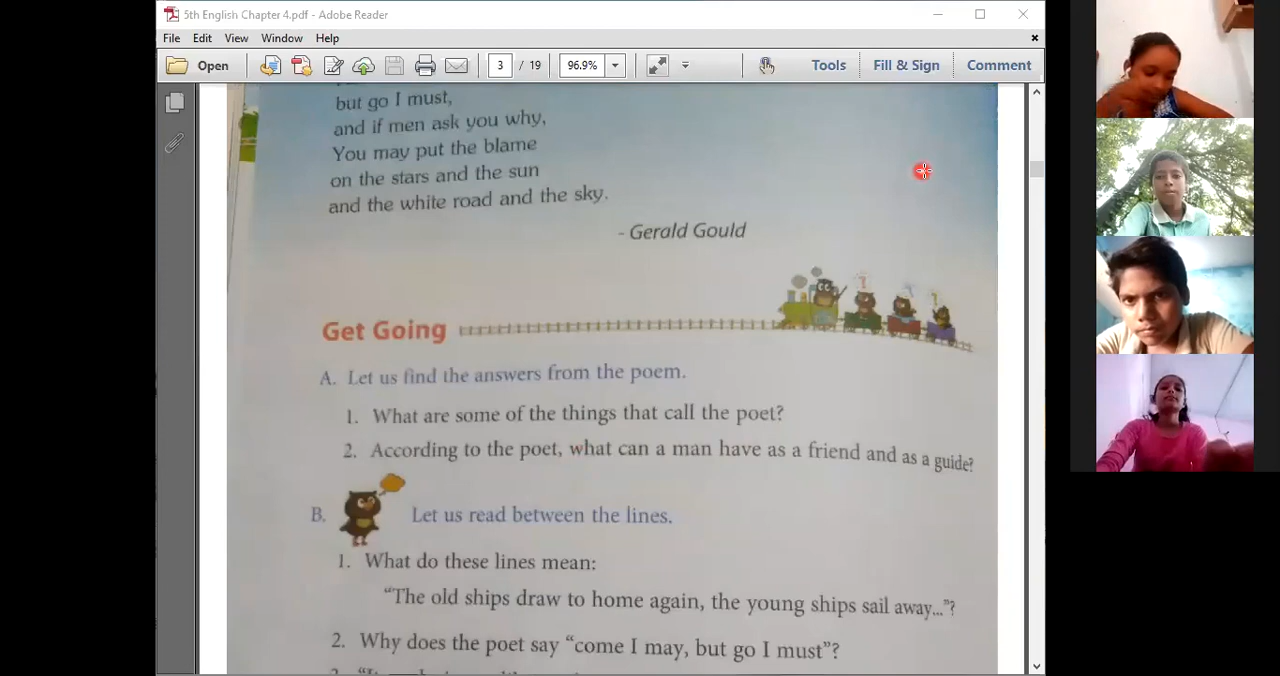 5th English Chapter 4.pdf - Adobe Reader
File Edit View Window Help
Open 3 / 19 96.9% Tools Fill & Sign Comment
but go I must,
and if men ask you why,
You may put the blame
on the stars and the sun
and the white road and the sky.
- Gerald Gould
Get Going
A. Let us find the answers from the poem.
1. What are some of the things that call the poet?
2. According to the poet, what can a man have as a friend and as a guide?
B. Let us read between the lines.
1. What do these lines mean:
“The old ships draw to home again, the young ships sail away...”?
2. Why does the poet say “come I may, but go I must”?